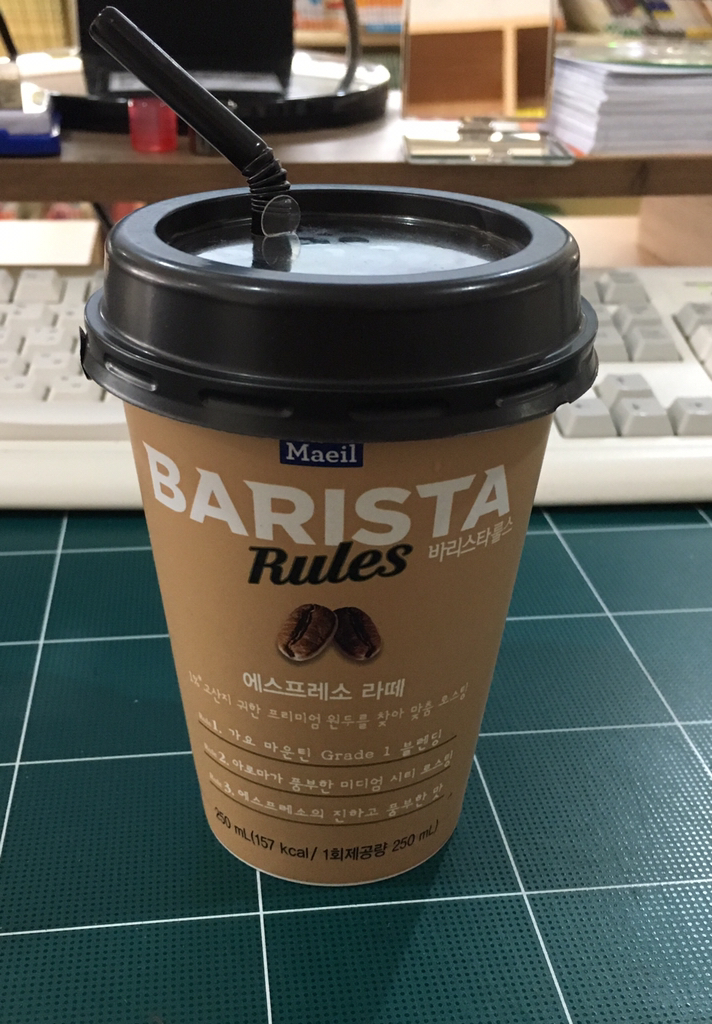 Maeil
BARISTA
Rules 바리스타룰스
에스프레소 라떼
1% 고산지 귀한 프리미엄 원두를 찾아 맞춤 로스팅
Rule 1. 가요 마운틴 Grade 1 블렌딩
Rule 2. 아로마가 풍부한 미디엄 시티 로스팅
Rule 3. 에스프레소의 진하고 풍부한 맛
250 mL(157 kcal/ 1회제공량 250 mL)